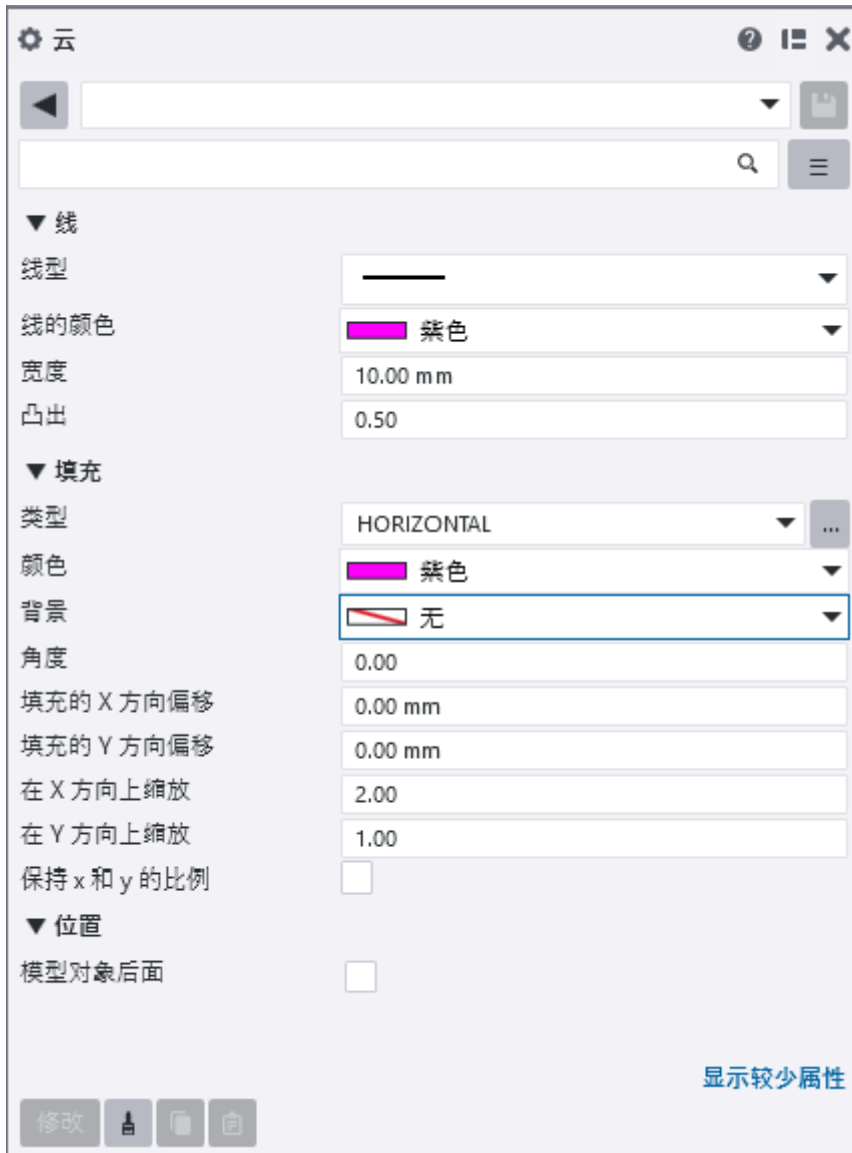 云
▼ 线
线型
线的颜色 紫色
宽度 10.00 mm
凸出 0.50
▼ 填充
类型 HORIZONTAL ...
颜色 紫色
背景 无
角度 0.00
填充的 X 方向偏移 0.00 mm
填充的 Y 方向偏移 0.00 mm
在 X 方向上缩放 2.00
在 Y 方向上缩放 1.00
保持 x 和 y 的比例
▼ 位置
模型对象后面
显示较少属性
修改